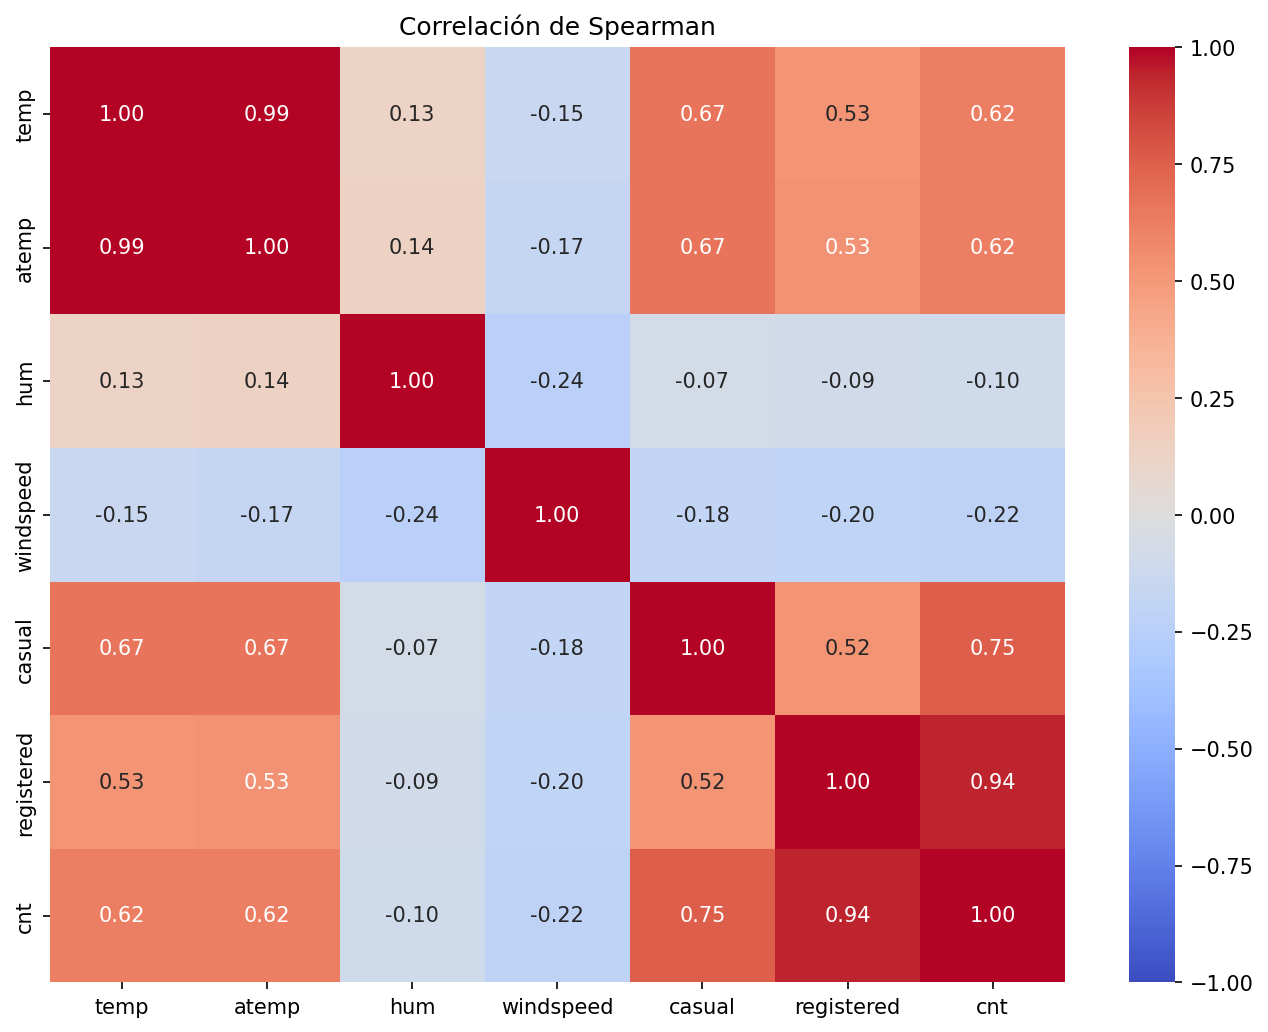 Correlación de Spearman
temp 1.00 0.99 0.13 -0.15 0.67 0.53 0.62
atemp 0.99 1.00 0.14 -0.17 0.67 0.53 0.62
hum 0.13 0.14 1.00 -0.24 -0.07 -0.09 -0.10
windspeed -0.15 -0.17 -0.24 1.00 -0.18 -0.20 -0.22
casual 0.67 0.67 -0.07 -0.18 1.00 0.52 0.75
registered 0.53 0.53 -0.09 -0.20 0.52 1.00 0.94
cnt 0.62 0.62 -0.10 -0.22 0.75 0.94 1.00
temp atemp hum windspeed casual registered cnt
1.00
0.75
0.50
0.25
0.00
−0.25
−0.50
−0.75
−1.00